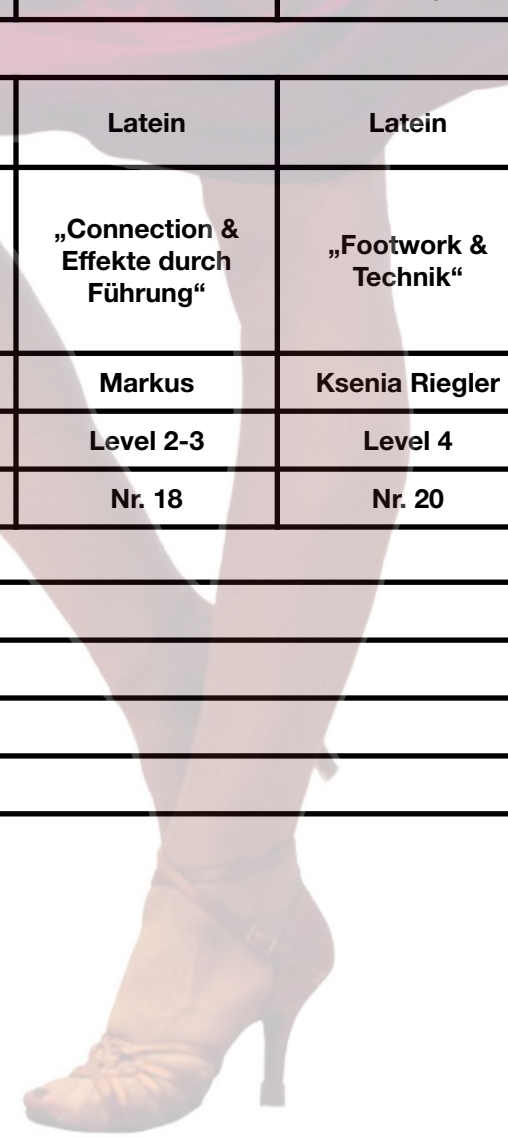 Latein
Latein
„Connection &
Effekte durch
Führung“
„Footwork &
Technik“
Markus
Ksenia Riegler
Level 2-3
Level 4
Nr. 18
Nr. 20